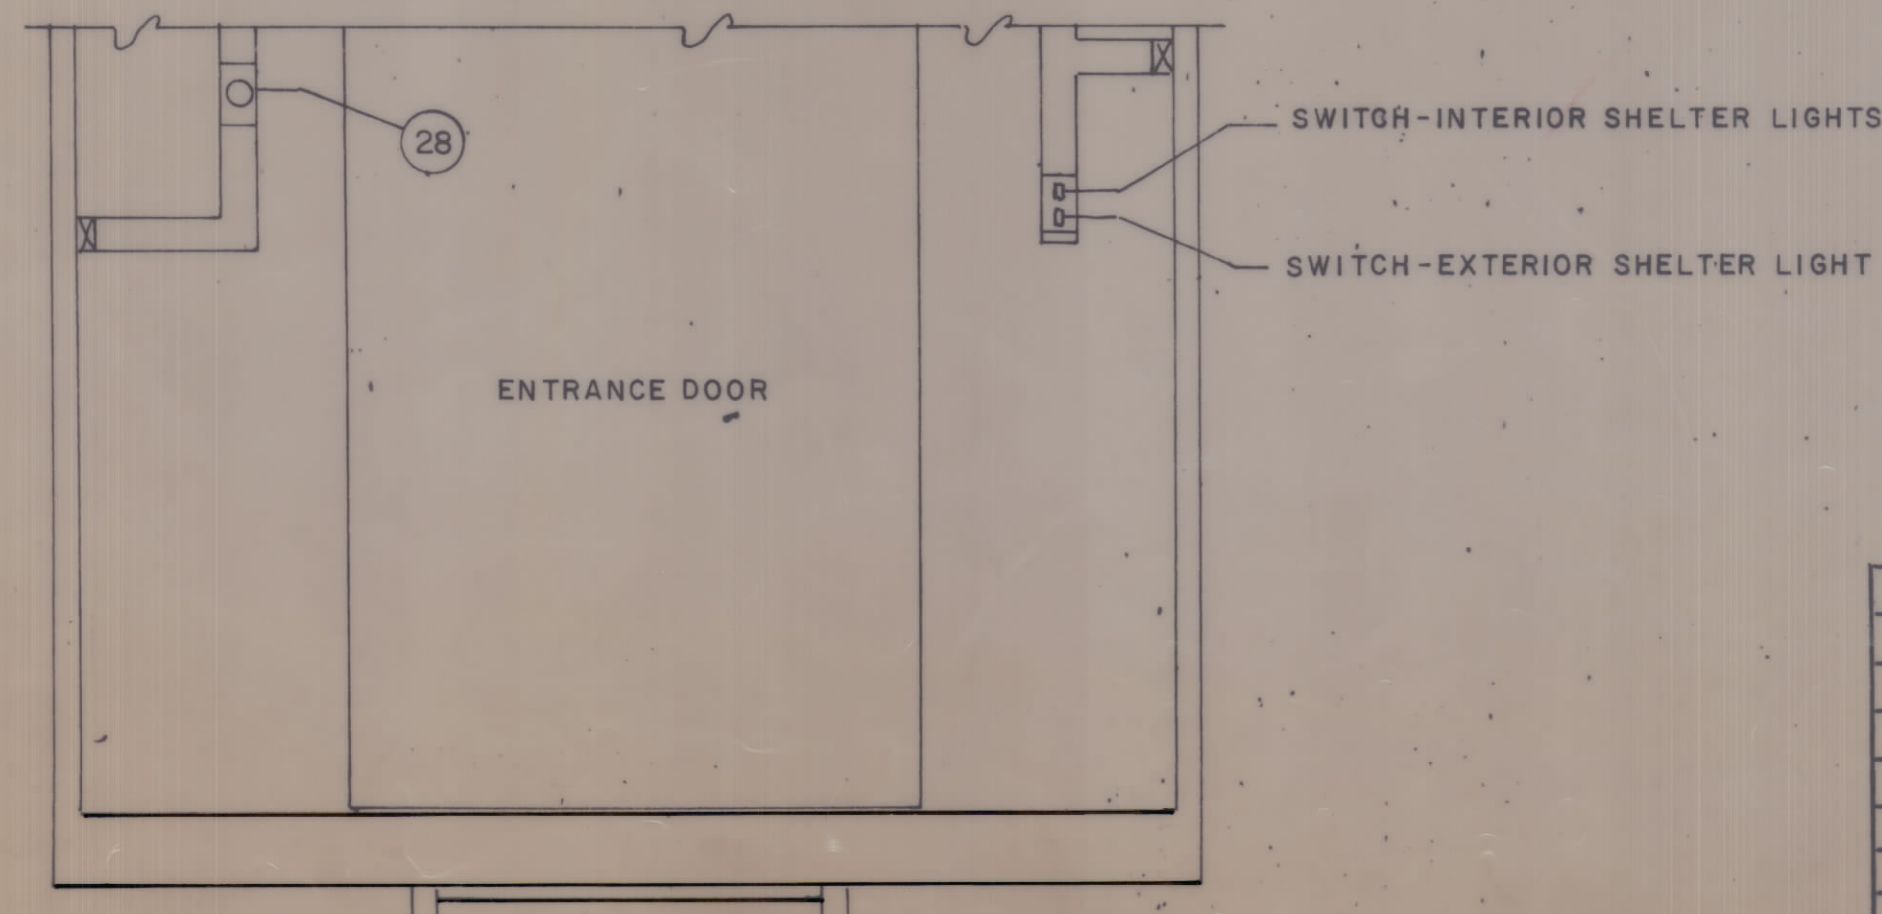 28
SWITCH-INTERIOR SHELTER LIGHTS
SWITCH-EXTERIOR SHELTER LIGHT
ENTRANCE DOOR